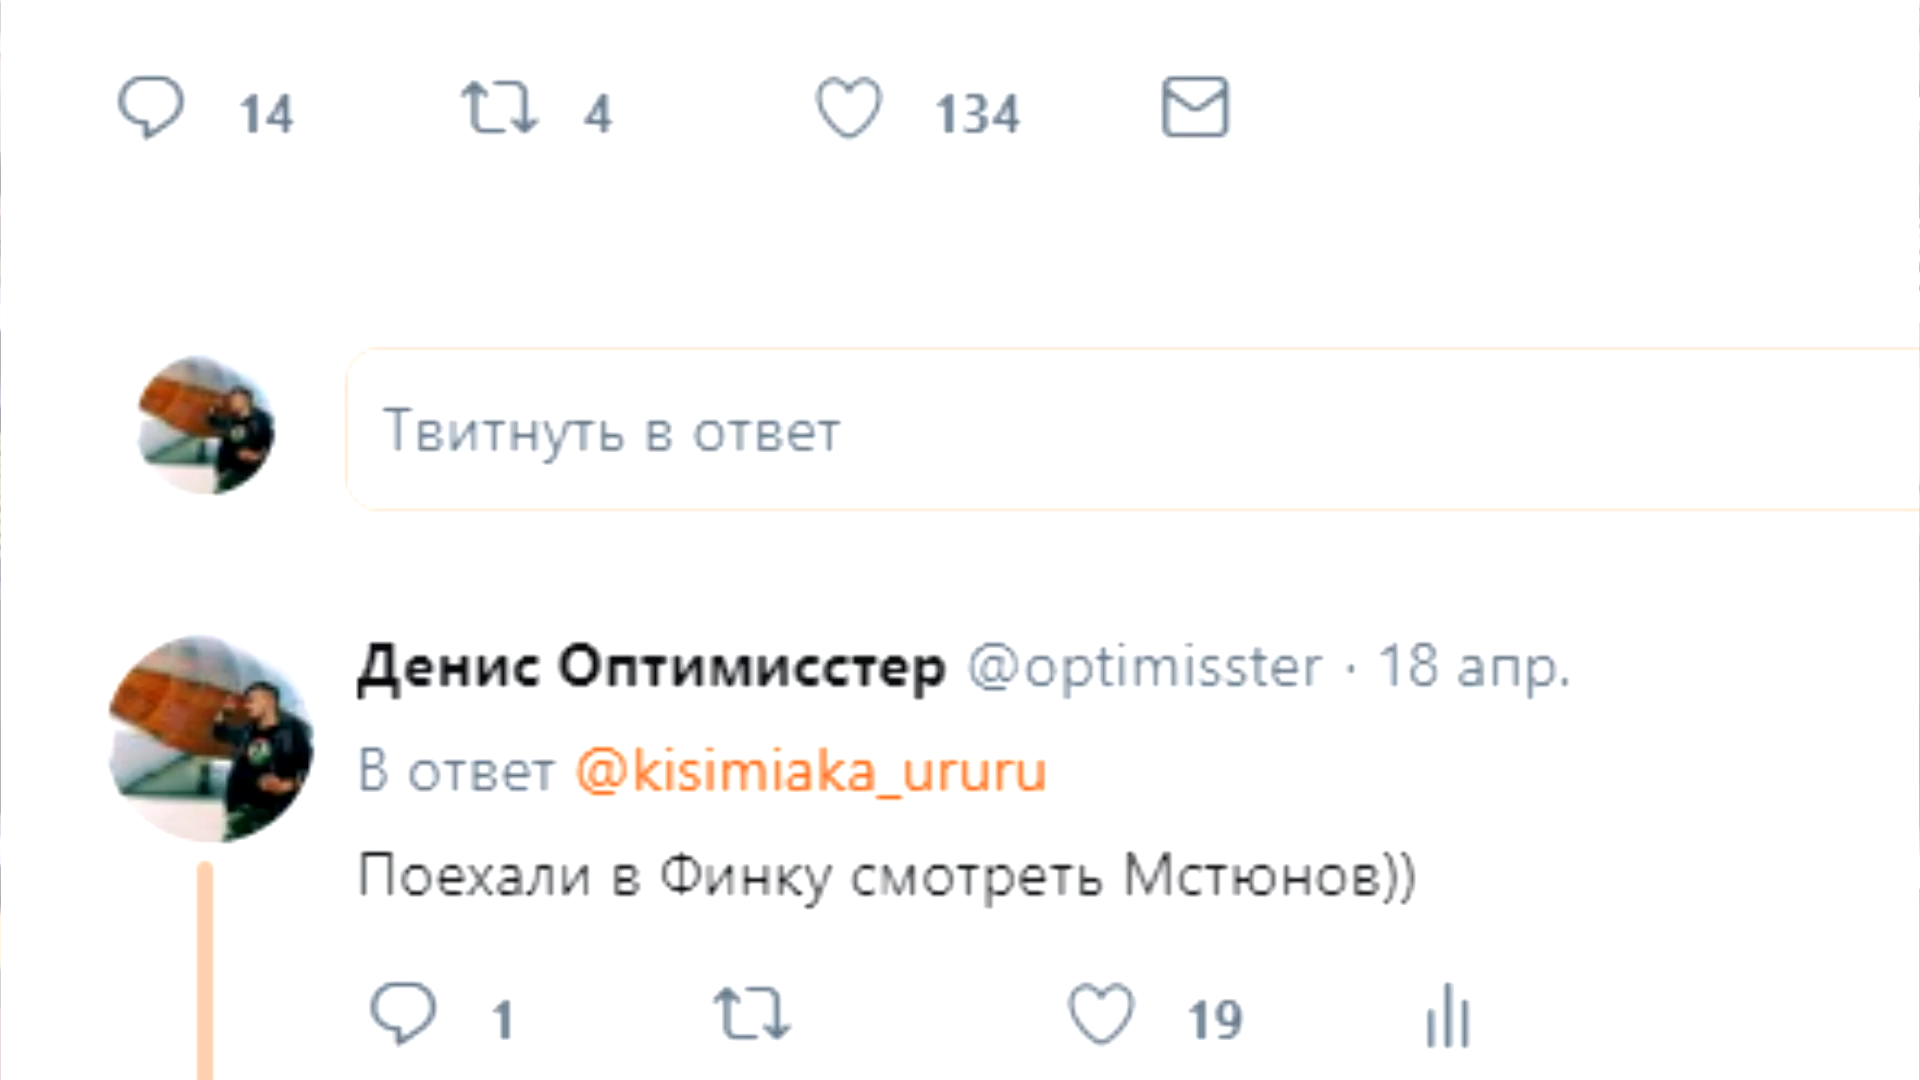 14 4 134
Твитнуть в ответ
Денис Оптимисстер @optimisster · 18 апр.
В ответ @kisimiaka_ururu
Поехали в Финку смотреть Мстюнов))
1 19